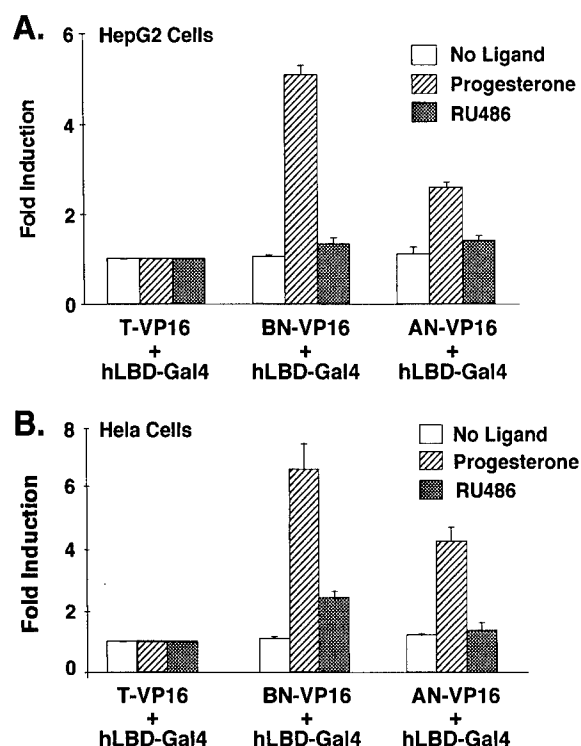 A.
HepG2 Cells
No Ligand
Progesterone
RU486
Fold Induction
6
4
2
0
T-VP16 BN-VP16 AN-VP16
+ + +
hLBD-Gal4 hLBD-Gal4 hLBD-Gal4
B.
Hela Cells
No Ligand
Progesterone
RU486
Fold Induction
8
6
4
2
0
T-VP16 BN-VP16 AN-VP16
+ + +
hLBD-Gal4 hLBD-Gal4 hLBD-Gal4